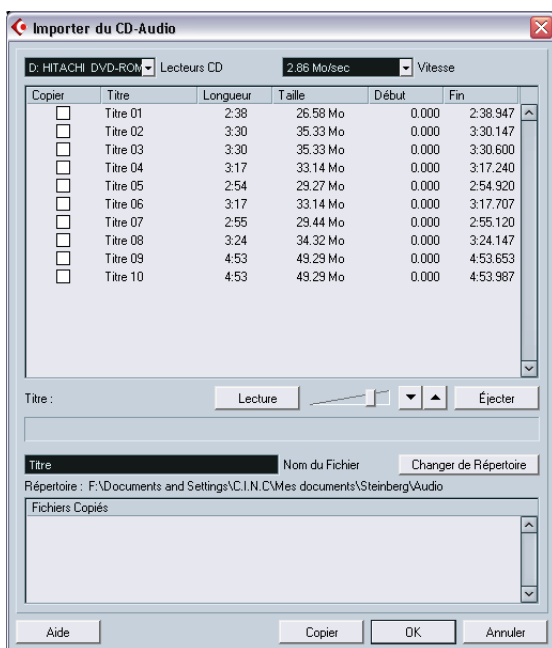 Importer du CD-Audio
D: HITACHI DVD-ROM Lecteurs CD 2.86 Mo/sec Vitesse
Copier Titre Longueur Taille Début Fin
Titre 01 2:38 26.58 Mo 0.000 2:38.947
Titre 02 3:30 35.33 Mo 0.000 3:30.147
Titre 03 3:30 35.33 Mo 0.000 3:30.600
Titre 04 3:17 33.14 Mo 0.000 3:17.240
Titre 05 2:54 29.27 Mo 0.000 2:54.920
Titre 06 3:17 33.14 Mo 0.000 3:17.707
Titre 07 2:55 29.44 Mo 0.000 2:55.120
Titre 08 3:24 34.32 Mo 0.000 3:24.147
Titre 09 4:53 49.29 Mo 0.000 4:53.653
Titre 10 4:53 49.29 Mo 0.000 4:53.987
Titre : Lecture Éjecter
Titre Nom du Fichier Changer de Répertoire
Répertoire : F:\Documents and Settings\C.I.N.C\Mes documents\Steinberg\Audio
Fichiers Copiés
Aide Copier OK Annuler